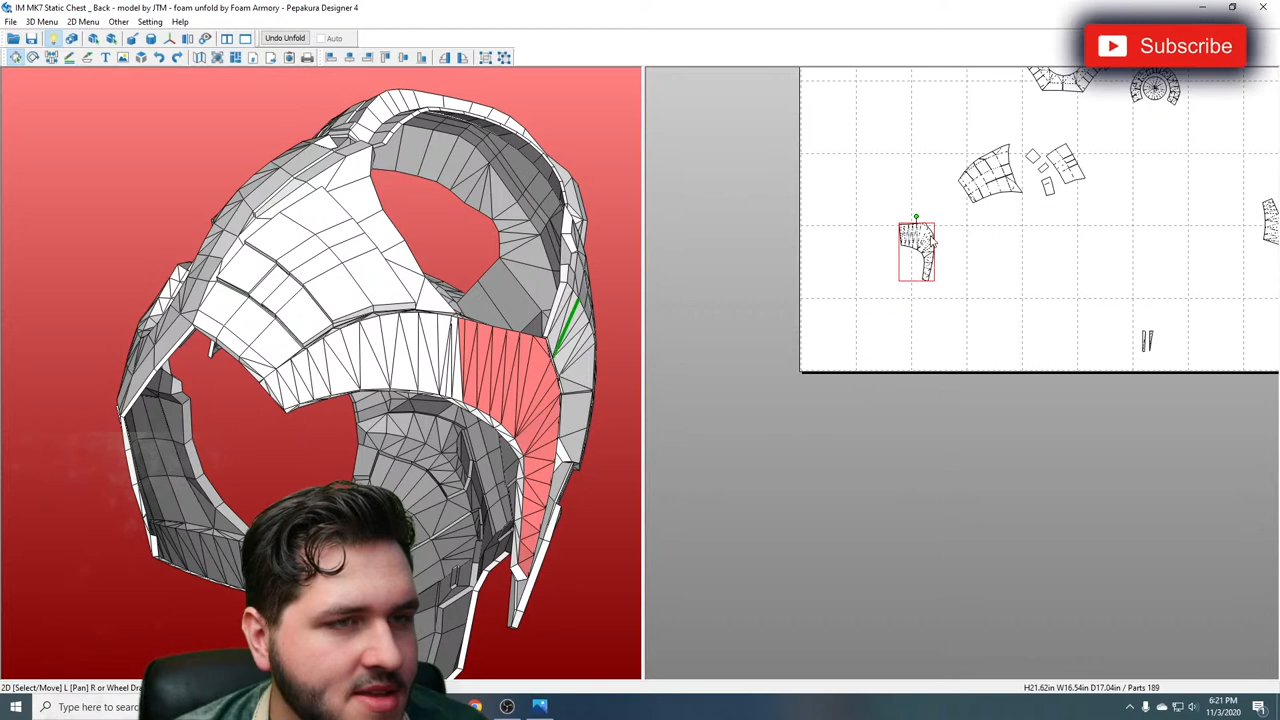 IM MK7 Static Chest _ Back - model by JTM - foam unfold by Foam Armory - Pepakura Designer 4
File 3D Menu 2D Menu Other Setting Help
Subscribe
Undo Unfold
Auto
2D [Select/Move] L [Pan] R or Wheel Dra
H21.62in W16.54in D17.04in / Parts 189
Type here to searc
6:21 PM
11/3/2020